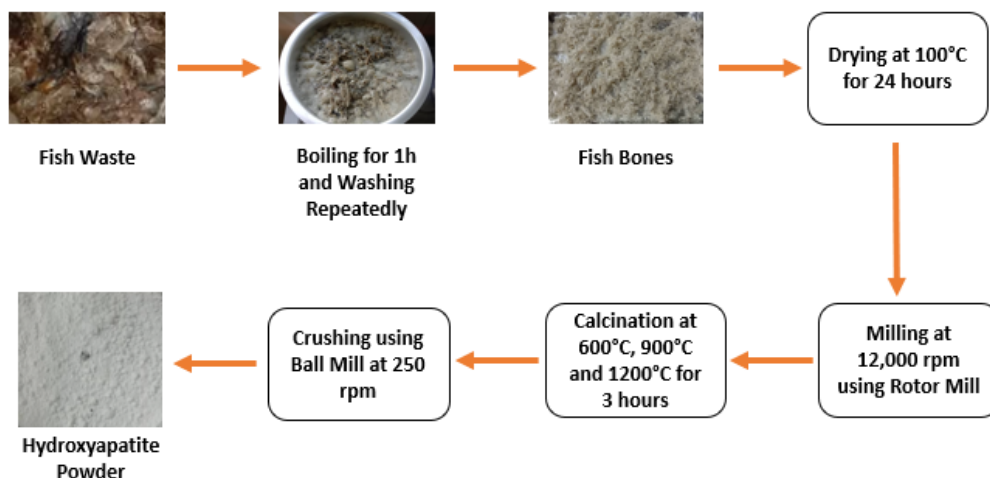 Fish Waste
Boiling for 1h
and Washing
Repeatedly
Fish Bones
Drying at 100°C
for 24 hours
Milling at
12,000 rpm
using Rotor Mill
Calcination at
600°C, 900°C
and 1200°C for
3 hours
Crushing using
Ball Mill at 250
rpm
Hydroxyapatite
Powder